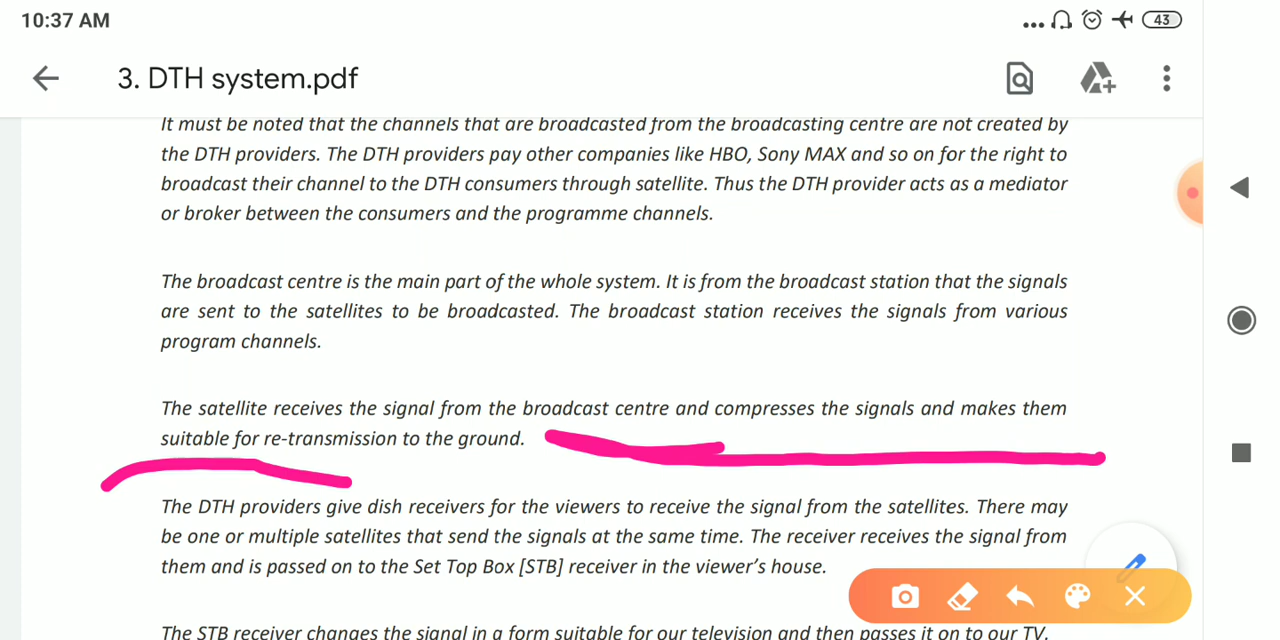 10:37 AM
43
3. DTH system.pdf
It must be noted that the channels that are broadcasted from the broadcasting centre are not created by
the DTH providers. The DTH providers pay other companies like HBO, Sony MAX and so on for the right to
broadcast their channel to the DTH consumers through satellite. Thus the DTH provider acts as a mediator
or broker between the consumers and the programme channels.
The broadcast centre is the main part of the whole system. It is from the broadcast station that the signals
are sent to the satellites to be broadcasted. The broadcast station receives the signals from various
program channels.
The satellite receives the signal from the broadcast centre and compresses the signals and makes them
suitable for re-transmission to the ground.
The DTH providers give dish receivers for the viewers to receive the signal from the satellites. There may
be one or multiple satellites that send the signals at the same time. The receiver receives the signal from
them and is passed on to the Set Top Box [STB] receiver in the viewer's house.
The STB receiver changes the signal in a form suitable for our television and then passes it on to our TV.